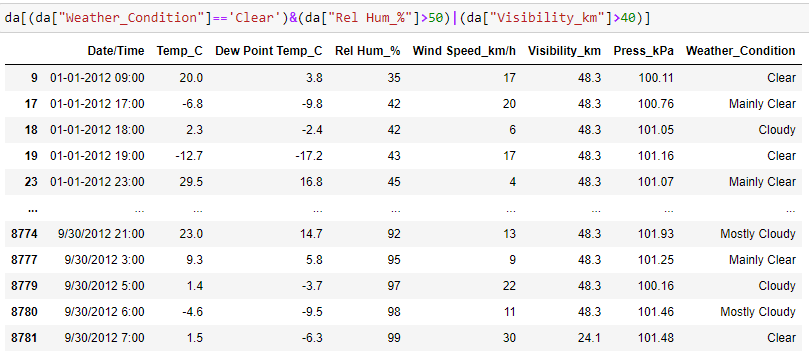 da[(da["Weather_Condition"]=='Clear')&(da["Rel Hum_%"]>50)|(da["Visibility_km"]>40)]
Date/Time Temp_C Dew Point Temp_C Rel Hum_% Wind Speed_km/h Visibility_km Press_kPa Weather_Condition
9 01-01-2012 09:00 20.0 3.8 35 17 48.3 100.11 Clear
17 01-01-2012 17:00 -6.8 -9.8 42 20 48.3 100.76 Mainly Clear
18 01-01-2012 18:00 2.3 -2.4 42 6 48.3 101.05 Cloudy
19 01-01-2012 19:00 -12.7 -17.2 43 17 48.3 101.16 Clear
23 01-01-2012 23:00 29.5 16.8 45 4 48.3 101.07 Mainly Clear
... ... ... ... ... ... ... ... ...
8774 9/30/2012 21:00 23.0 14.7 92 13 48.3 101.93 Mostly Cloudy
8777 9/30/2012 3:00 9.3 5.8 95 9 48.3 101.25 Mainly Clear
8779 9/30/2012 5:00 1.4 -3.7 97 22 48.3 100.16 Cloudy
8780 9/30/2012 6:00 -4.6 -9.5 98 11 48.3 101.46 Mostly Cloudy
8781 9/30/2012 7:00 1.5 -6.3 99 30 24.1 101.48 Clear